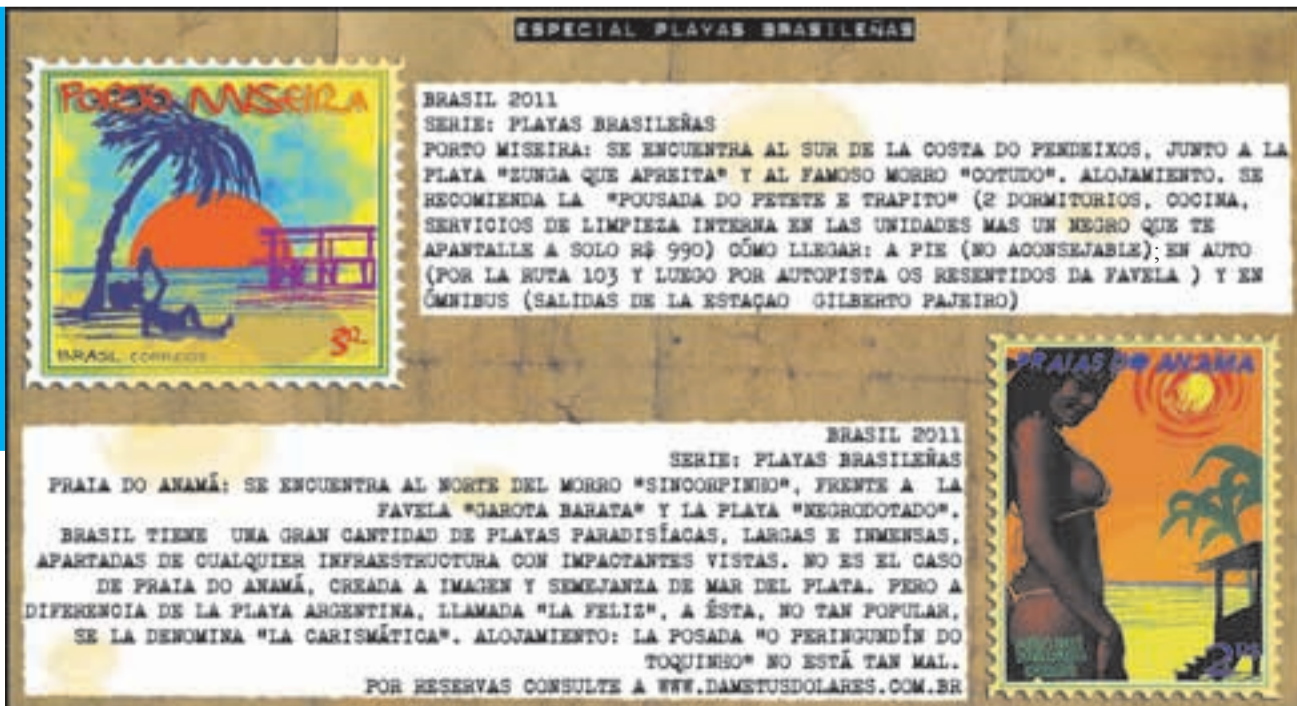 ESPECIAL PLAYAS BRASILEÑAS
PORTO MISEIRA
BRASIL CORREIOS
BRASIL 2011
SERIE: PLAYAS BRASILEÑAS
PORTO MISEIRA: SE ENCUENTRA AL SUR DE LA COSTA DO PENDEIXOS, JUNTO A LA
PLAYA "ZUNGA QUE APREITA" Y AL FAMOSO MORRO "COTUDO". ALOJAMIENTO. SE
RECOMIENDA LA "POUSADA DO PETETE E TRAPITO" (2 DORMITORIOS, COCINA,
SERVICIOS DE LIMPIEZA INTERNA EN LAS UNIDADES MAS UN NEGRO QUE TE
APANTALLE A SOLO R$ 990) CÓMO LLEGAR: A PIE (NO ACONSEJABLE); EN AUTO
(POR LA RUTA 103 Y LUEGO POR AUTOPISTA OS RESENTIDOS DA FAVELA ) Y EN
ÓMNIBUS (SALIDAS DE LA ESTAÇAO GILBERTO PAJEIRO)
PRAIAS DO ANAMA
BRASIL 2011
SERIE: PLAYAS BRASILEÑAS
PRAIA DO ANAMÃ: SE ENCUENTRA AL NORTE DEL MORRO "SINCORPINHO", FRENTE A LA
FAVELA "GAROTA BARATA" Y LA PLAYA "NEGRODOTADO".
BRASIL TIENE UNA GRAN CANTIDAD DE PLAYAS PARADISÍACAS, LARGAS E INMENSAS,
APARTADAS DE CUALQUIER INFRAESTRUCTURA CON IMPACTANTES VISTAS. NO ES EL CASO
DE PRAIA DO ANAMÁ, CREADA A IMAGEN Y SEMEJANZA DE MAR DEL PLATA. PERO A
DIFERENCIA DE LA PLAYA ARGENTINA, LLAMADA "LA FELIZ", A ÉSTA, NO TAN POPULAR,
SE LA DENOMINA "LA CARISMÁTICA". ALOJAMIENTO: LA POSADA "O PERINGUNDÍN DO
TOQUINHO" NO ESTÁ TAN MAL.
POR RESERVAS CONSULTE A WWW.DAMETUSDOLARES.COM.BR